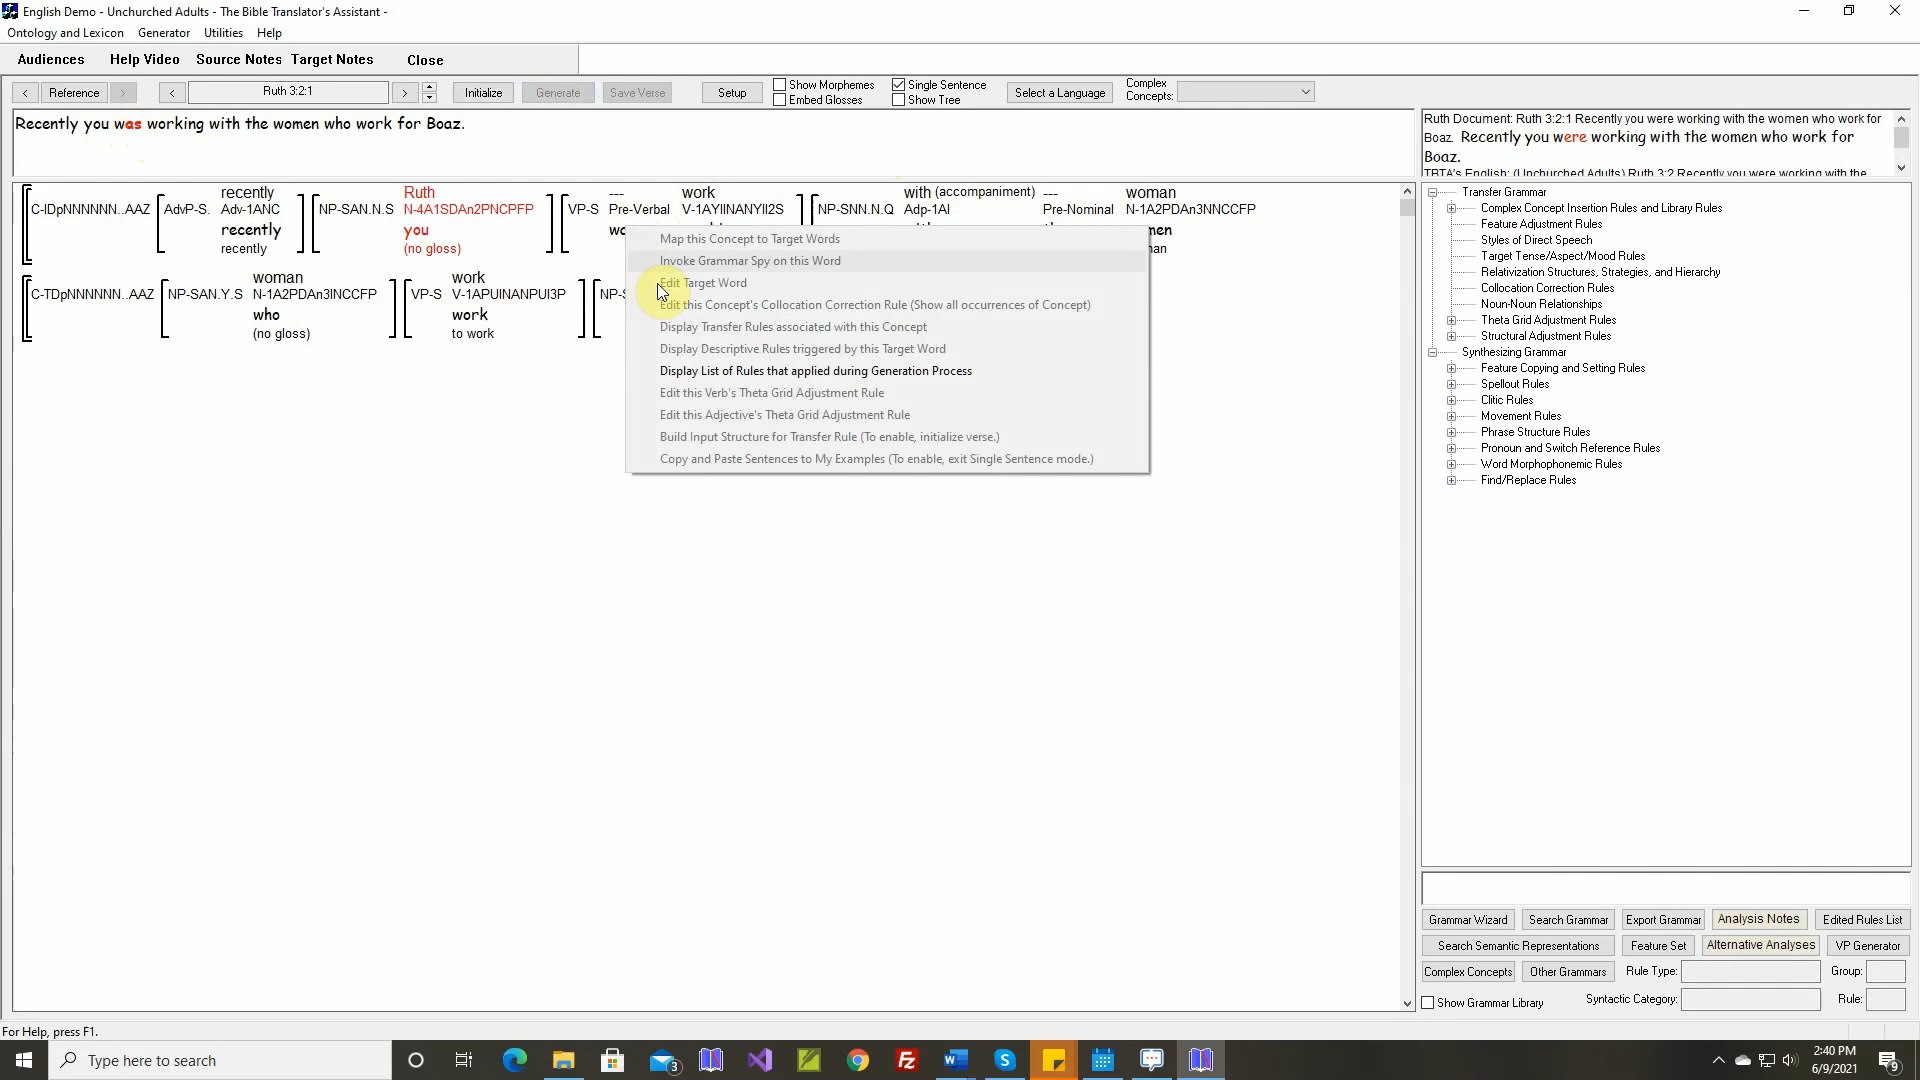 English Demo - Unchurched Adults - The Bible Translator's Assistant -
Ontology and Lexicon Generator Utilities Help
Audiences Help Video Source Notes Target Notes Close
< Reference > < Ruth 3:2:1 > Initialize Generate Save Verse Setup Show Morphemes Single Sentence Select a Language Complex
Embed Glosses Show Tree Concepts:
Recently you was working with the women who work for Boaz.
Ruth Document: Ruth 3:2:1 Recently you were working with the women who work for
Boaz. Recently you were working with the women who work for
Boaz.
TBTA's English: (Unchurched Adults) Ruth 3:2 Recently you were working with the
recently Ruth --- work with (accompaniment) --- woman
C-IDpNNNNNN..AAZ AdvP-S. Adv-1ANC NP-SAN.N.S N-4A1SDAn2PNCPFP VP-S Pre-Verbal V-1AYIINANYII2S NP-SNN.N.Q Adp-1AI Pre-Nominal N-1A2PDAn3NNCCFP
recently you
recently (no gloss)
woman work
C-TDpNNNNNN..AAZ NP-SAN.Y.S N-1A2PDAn3INCCFP VP-S V-1APUINANPUI3P
who work
(no gloss) to work
Map this Concept to Target Words
Invoke Grammar Spy on this Word
Edit Target Word
Edit this Concept's Collocation Correction Rule (Show all occurrences of Concept)
Display Transfer Rules associated with this Concept
Display Descriptive Rules triggered by this Target Word
Display List of Rules that applied during Generation Process
Edit this Verb's Theta Grid Adjustment Rule
Edit this Adjective's Theta Grid Adjustment Rule
Build Input Structure for Transfer Rule (To enable, initialize verse.)
Copy and Paste Sentences to My Examples (To enable, exit Single Sentence mode.)
Transfer Grammar
Complex Concept Insertion Rules and Library Rules
Feature Adjustment Rules
Styles of Direct Speech
Target Tense/Aspect/Mood Rules
Relativization Structures, Strategies, and Hierarchy
Collocation Correction Rules
Noun-Noun Relationships
Theta Grid Adjustment Rules
Structural Adjustment Rules
Synthesizing Grammar
Feature Copying and Setting Rules
Spellout Rules
Clitic Rules
Movement Rules
Phrase Structure Rules
Pronoun and Switch Reference Rules
Word Morphophonemic Rules
Find/Replace Rules
Grammar Wizard Search Grammar Export Grammar Analysis Notes Edited Rules List
Search Semantic Representations Feature Set Alternative Analyses VP Generator
Complex Concepts Other Grammars Rule Type: Group:
Show Grammar Library Syntactic Category: Rule:
For Help, press F1.
Type here to search
3
2:40 PM
6/9/2021
9